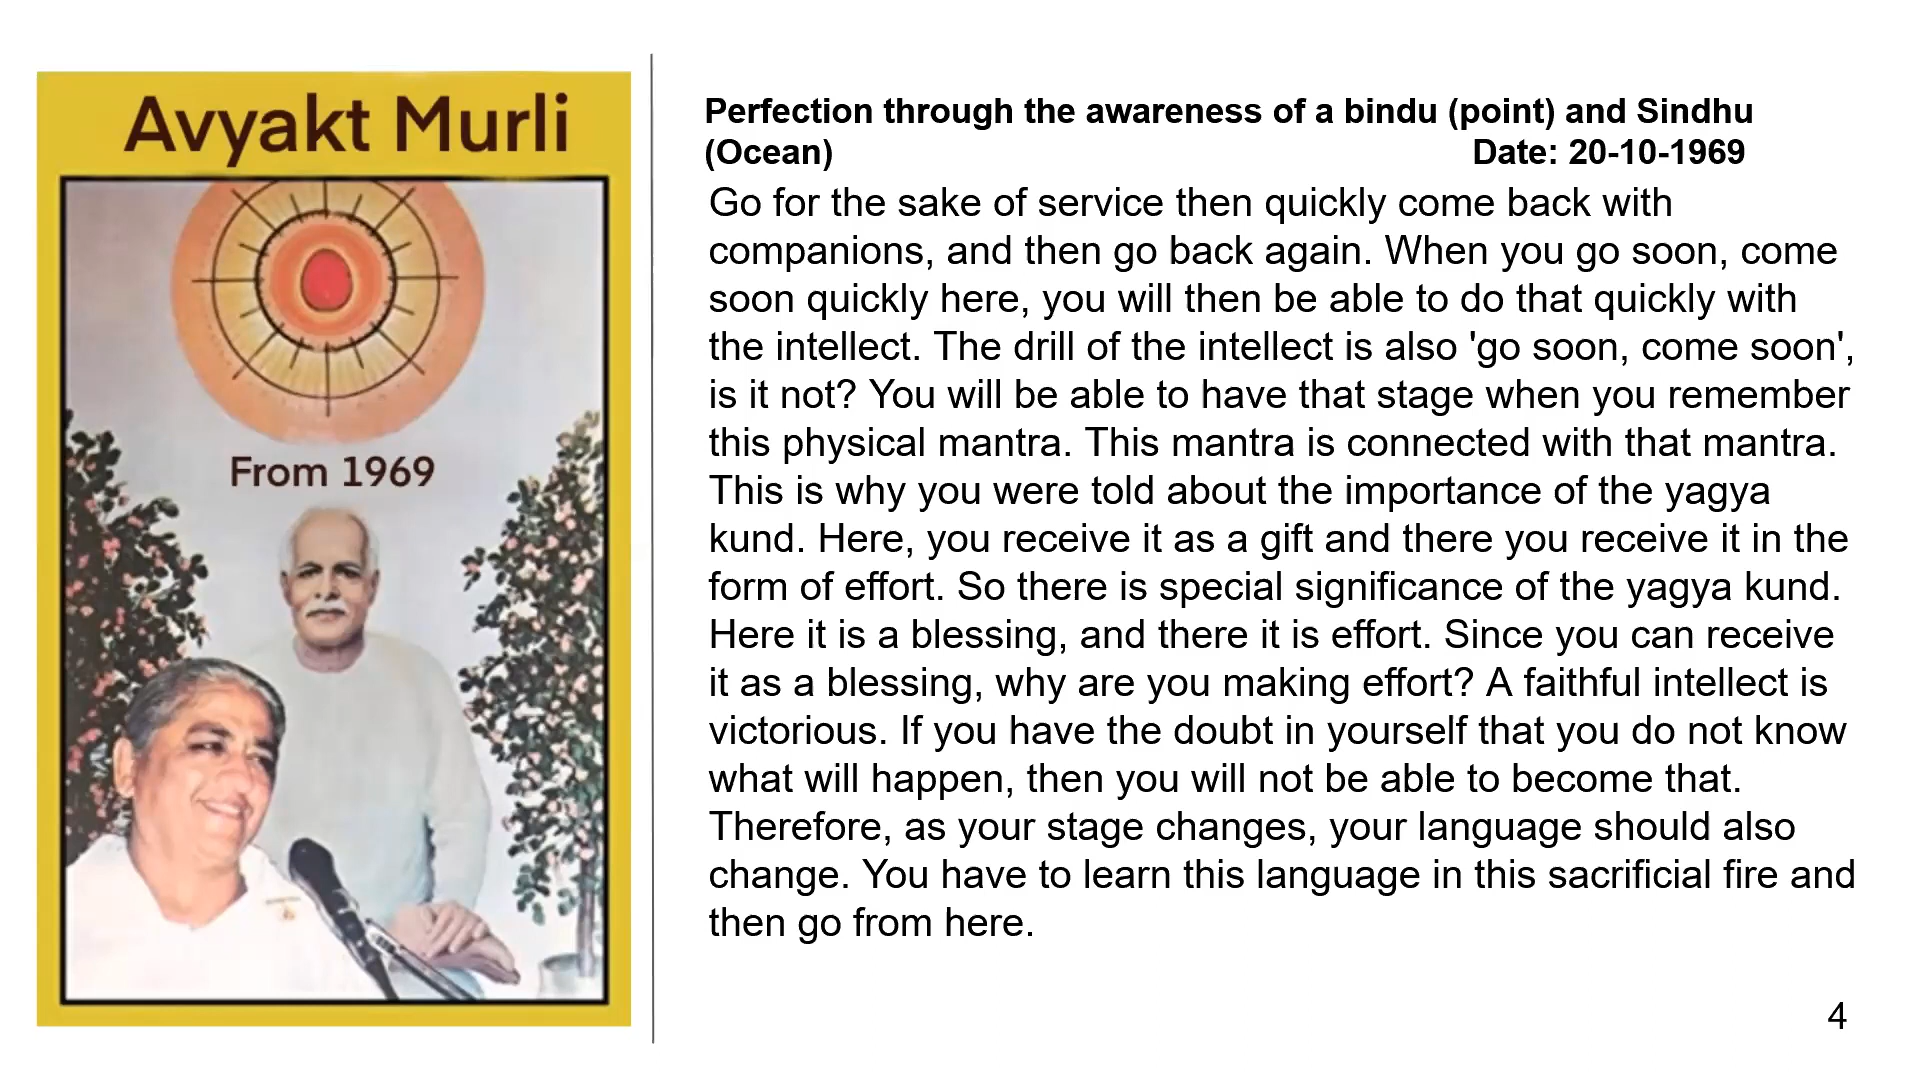 Avyakt Murli
From 1969
Perfection through the awareness of a bindu (point) and Sindhu
(Ocean) Date: 20-10-1969
Go for the sake of service then quickly come back with
companions, and then go back again. When you go soon, come
soon quickly here, you will then be able to do that quickly with
the intellect. The drill of the intellect is also 'go soon, come soon',
is it not? You will be able to have that stage when you remember
this physical mantra. This mantra is connected with that mantra.
This is why you were told about the importance of the yagya
kund. Here, you receive it as a gift and there you receive it in the
form of effort. So there is special significance of the yagya kund.
Here it is a blessing, and there it is effort. Since you can receive
it as a blessing, why are you making effort? A faithful intellect is
victorious. If you have the doubt in yourself that you do not know
what will happen, then you will not be able to become that.
Therefore, as your stage changes, your language should also
change. You have to learn this language in this sacrificial fire and
then go from here.
4